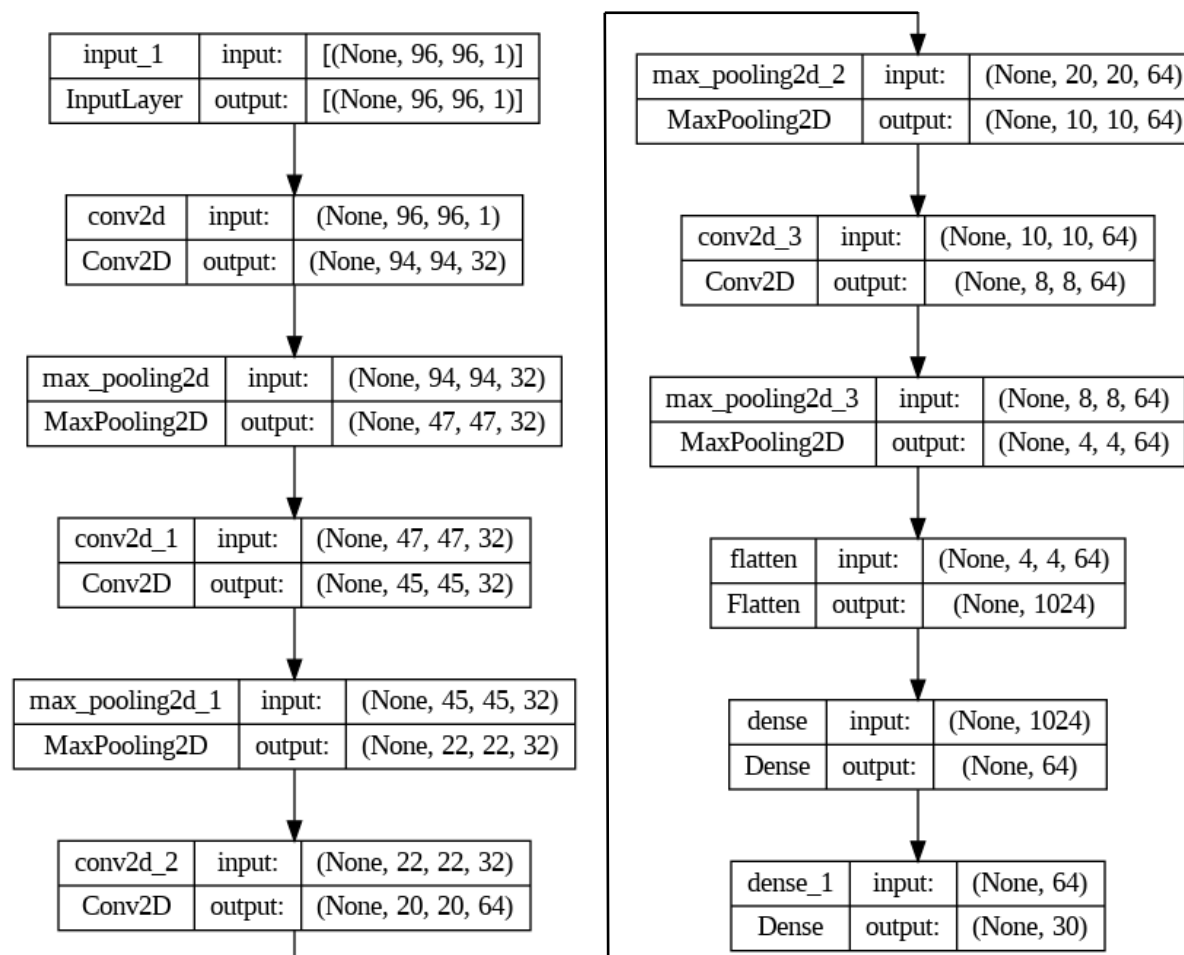 input_1 input: [(None, 96, 96, 1)]
InputLayer output: [(None, 96, 96, 1)]
conv2d input: (None, 96, 96, 1)
Conv2D output: (None, 94, 94, 32)
max_pooling2d input: (None, 94, 94, 32)
MaxPooling2D output: (None, 47, 47, 32)
conv2d_1 input: (None, 47, 47, 32)
Conv2D output: (None, 45, 45, 32)
max_pooling2d_1 input: (None, 45, 45, 32)
MaxPooling2D output: (None, 22, 22, 32)
conv2d_2 input: (None, 22, 22, 32)
Conv2D output: (None, 20, 20, 64)
max_pooling2d_2 input: (None, 20, 20, 64)
MaxPooling2D output: (None, 10, 10, 64)
conv2d_3 input: (None, 10, 10, 64)
Conv2D output: (None, 8, 8, 64)
max_pooling2d_3 input: (None, 8, 8, 64)
MaxPooling2D output: (None, 4, 4, 64)
flatten input: (None, 4, 4, 64)
Flatten output: (None, 1024)
dense input: (None, 1024)
Dense output: (None, 64)
dense_1 input: (None, 64)
Dense output: (None, 30)